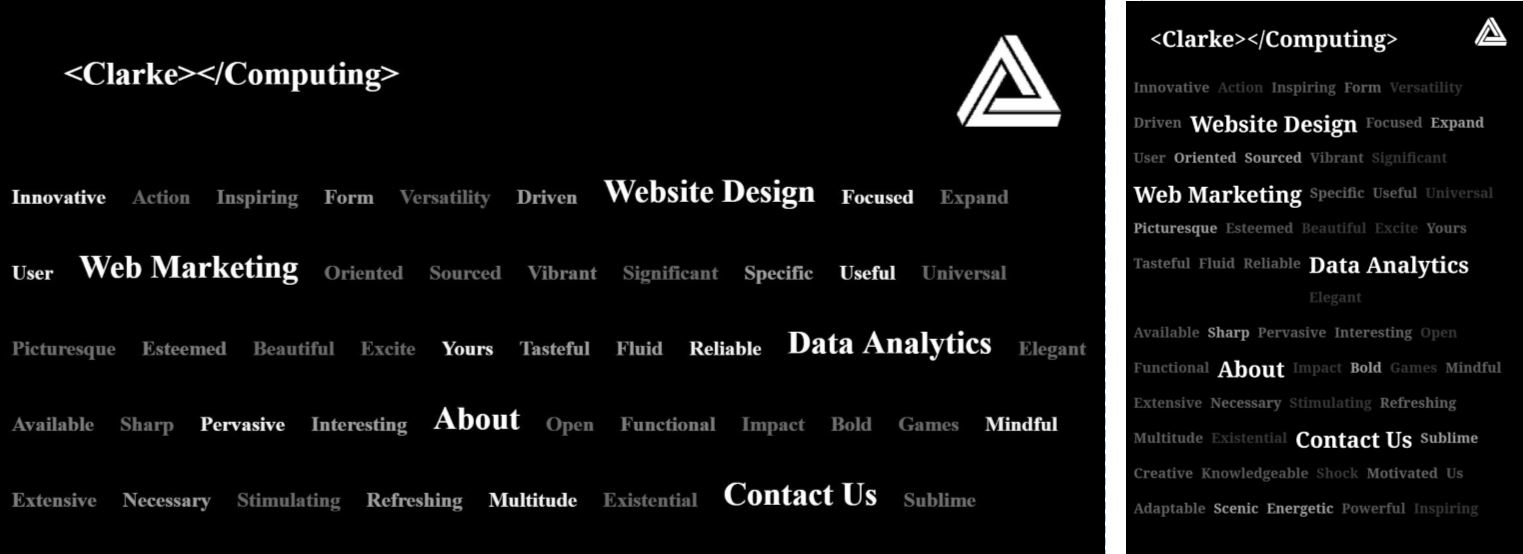 <Clarke></Computing>
Innovative Action Inspiring Form Versatility Driven Website Design Focused Expand
User Web Marketing Oriented Sourced Vibrant Significant Specific Useful Universal
Picturesque Esteemed Beautiful Excite Yours Tasteful Fluid Reliable Data Analytics Elegant
Available Sharp Pervasive Interesting About Open Functional Impact Bold Games Mindful
Extensive Necessary Stimulating Refreshing Multitude Existential Contact Us Sublime
<Clarke></Computing>
Innovative Action Inspiring Form Versatility
Driven Website Design Focused Expand
User Oriented Sourced Vibrant Significant
Web Marketing Specific Useful Universal
Picturesque Esteemed Beautiful Excite Yours
Tasteful Fluid Reliable Data Analytics
Elegant
Available Sharp Pervasive Interesting Open
Functional About Impact Bold Games Mindful
Extensive Necessary Stimulating Refreshing
Multitude Existential Contact Us Sublime
Creative Knowledgeable Shock Motivated Us
Adaptable Scenic Energetic Powerful Inspiring